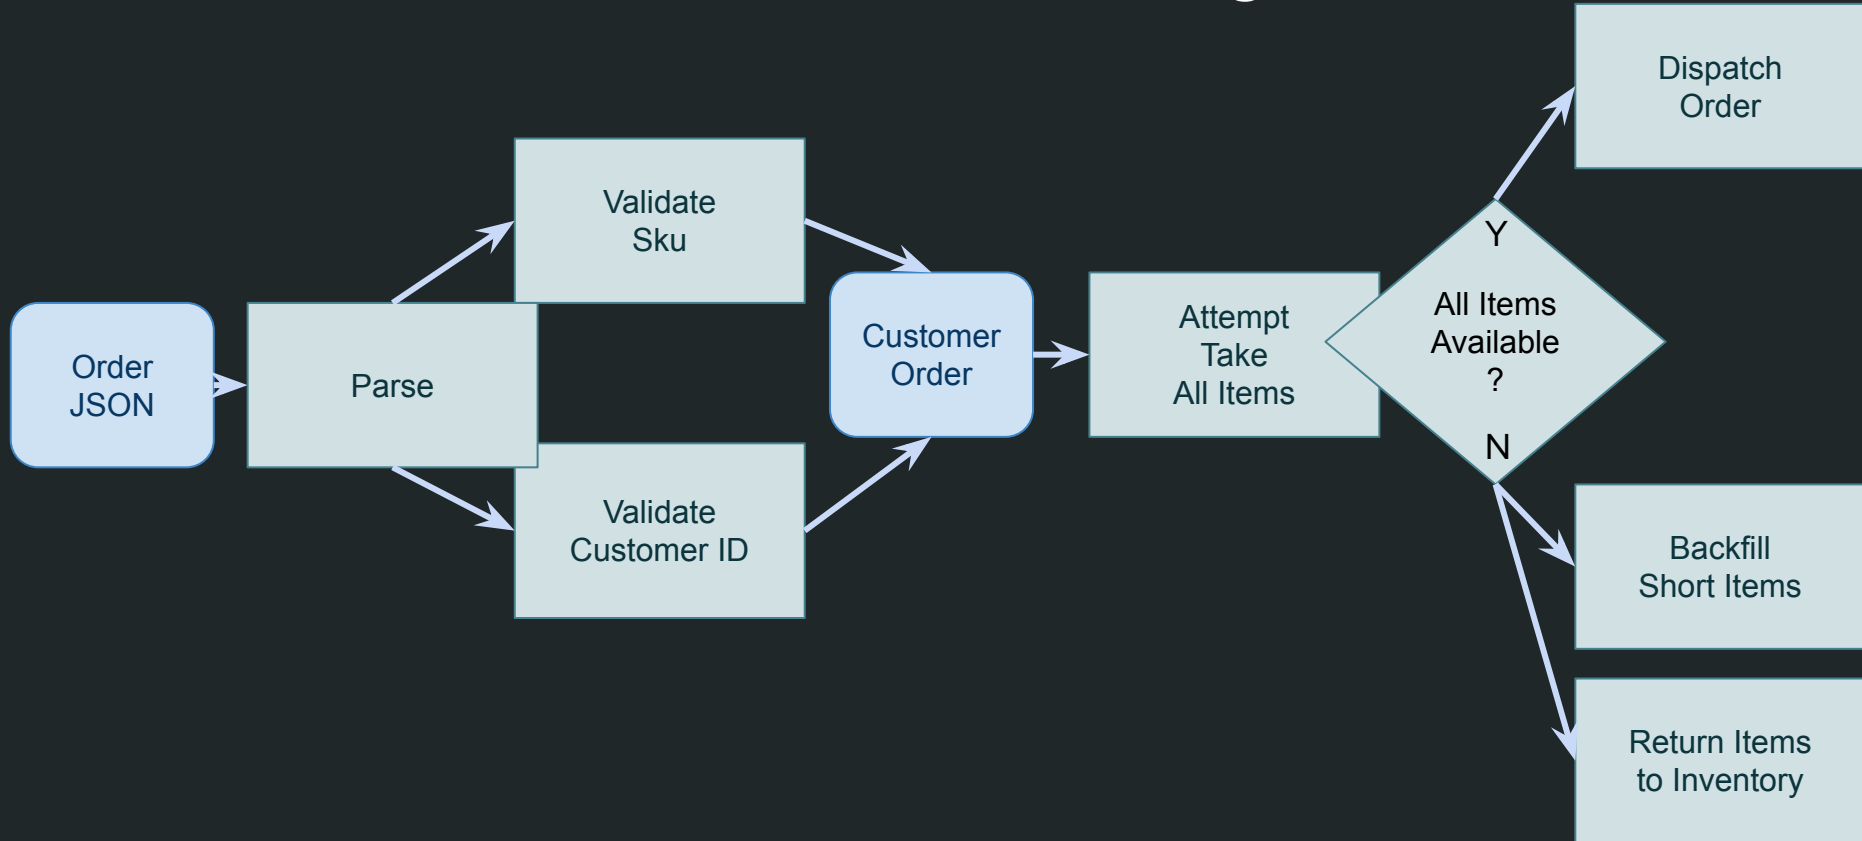 Order
JSON
Parse
Validate
Sku
Validate
Customer ID
Customer
Order
Attempt
Take
All Items
Y
All Items
Available
?
N
Dispatch
Order
Backfill
Short Items
Return Items
to Inventory